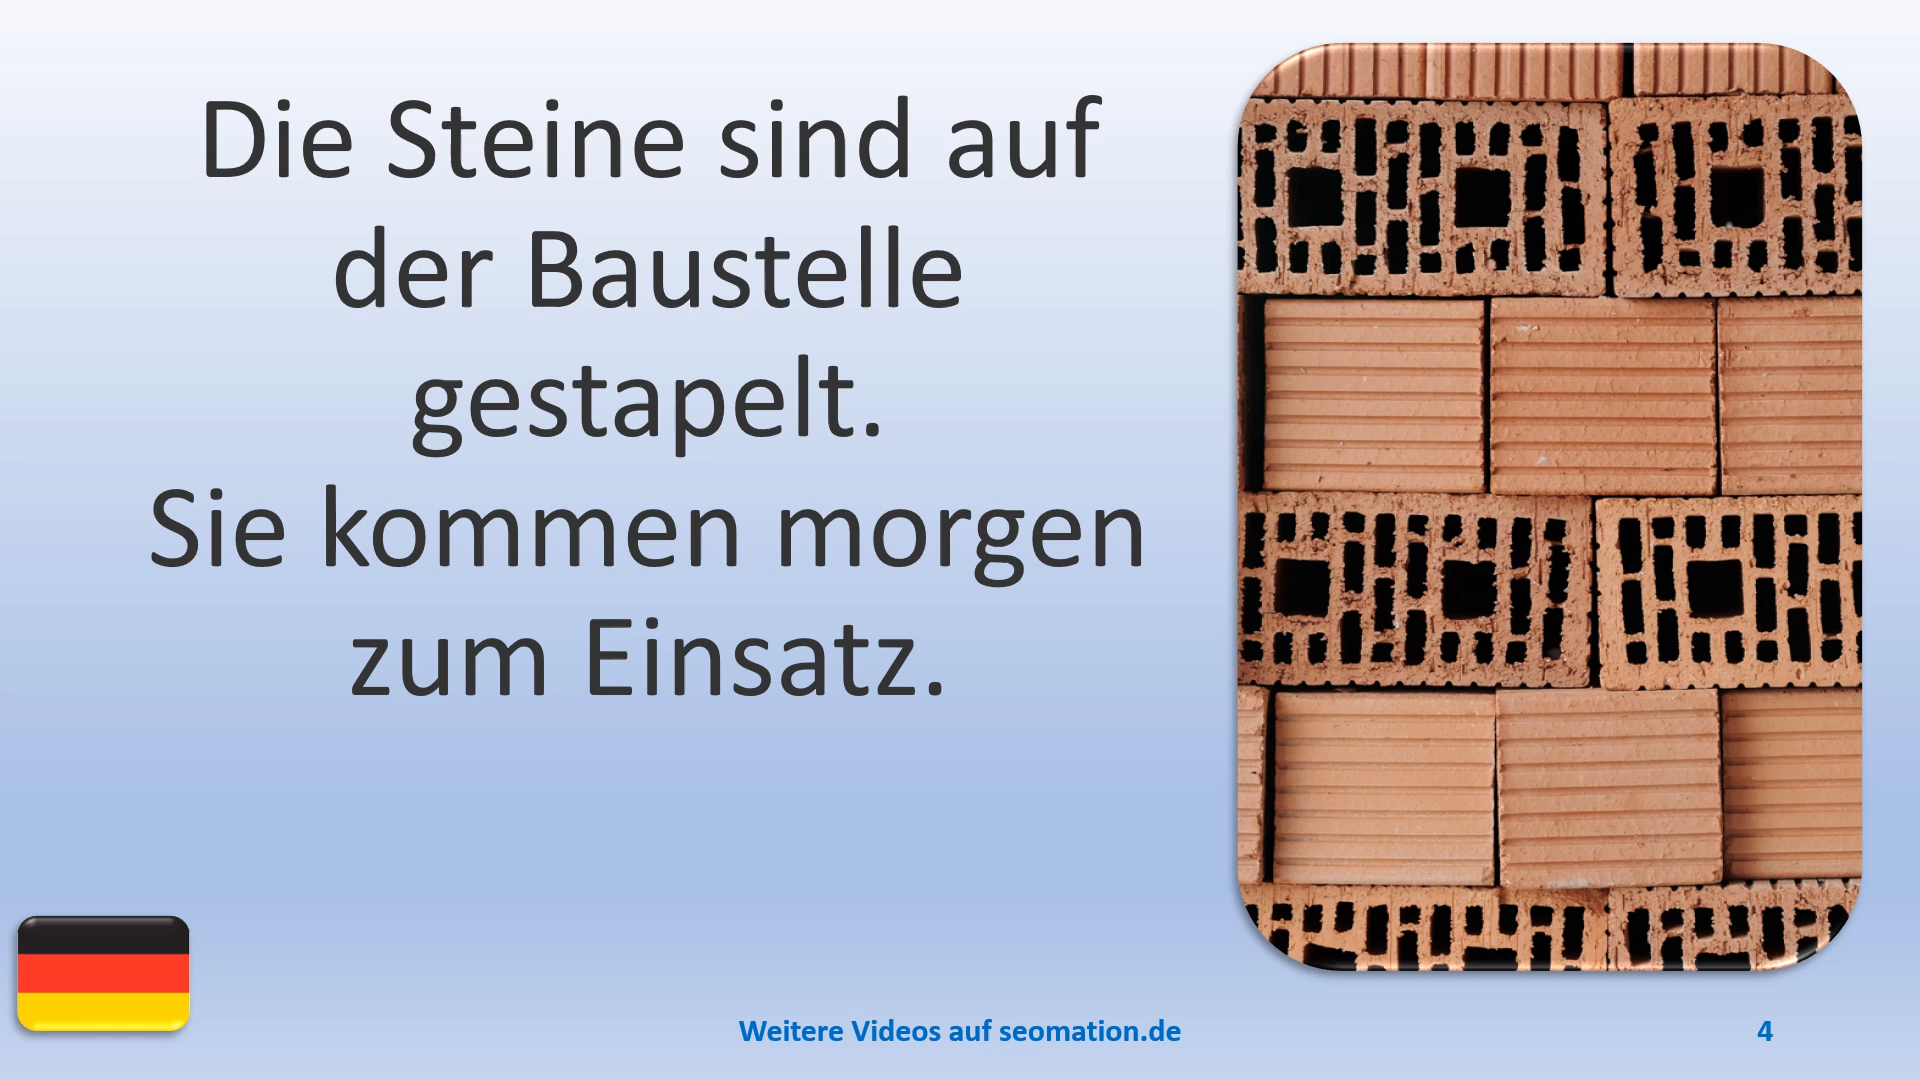 Die Steine sind auf
der Baustelle
gestapelt.
Sie kommen morgen
zum Einsatz.
Weitere Videos auf seomation.de
4